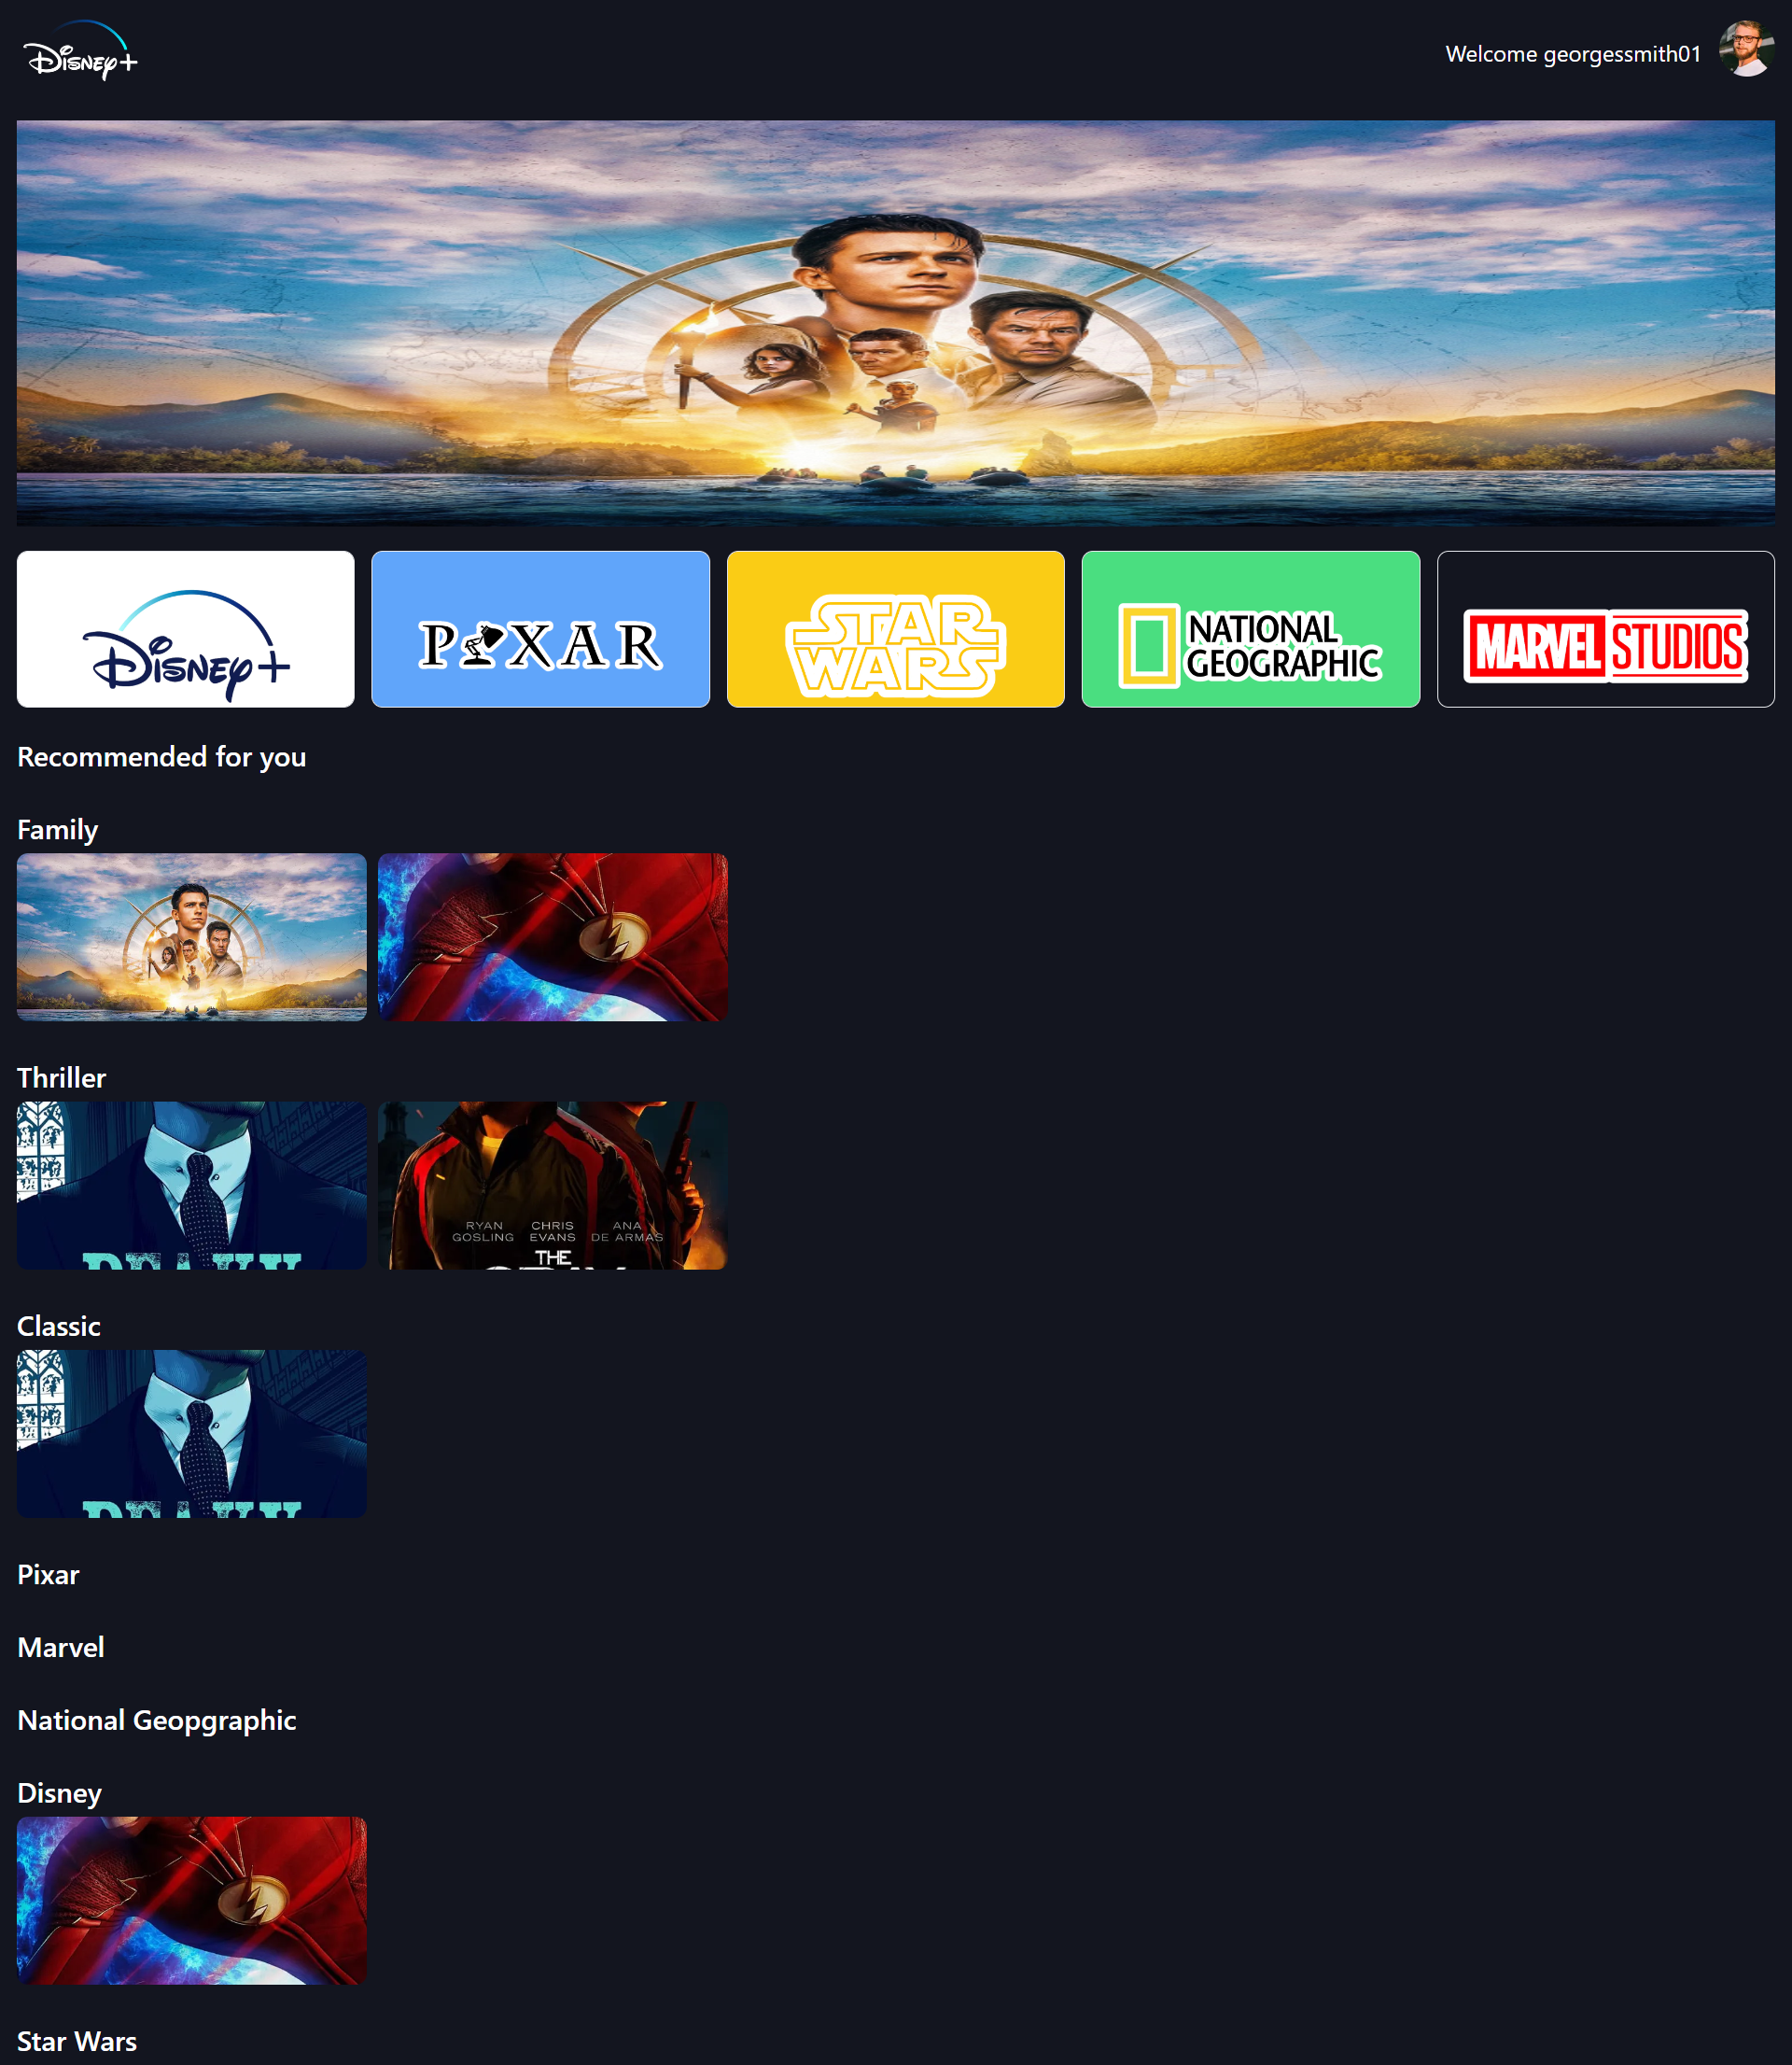 Disney+
Welcome georgessmith01
Disney+
PIXAR
STAR
WARS
NATIONAL
GEOGRAPHIC
MARVEL STUDIOS
Recommended for you
Family
Thriller
RYAN
GOSLING
CHRIS
EVANS
ANA
DE ARMAS
THE
Classic
Pixar
Marvel
National Geopgraphic
Disney
Star Wars